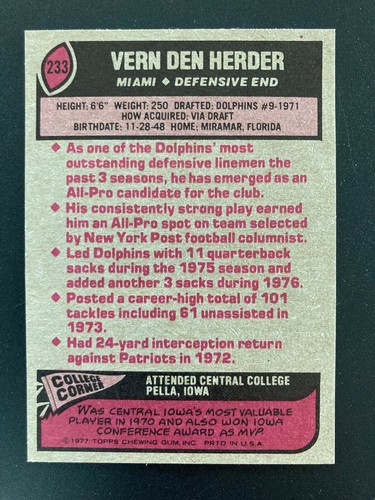 233
VERN DEN HERDER
MIAMI ◆ DEFENSIVE END
HEIGHT: 6'6" WEIGHT: 250 DRAFTED: DOLPHINS #9-1971
HOW ACQUIRED: VIA DRAFT
BIRTHDATE: 11-28-48 HOME: MIRAMAR, FLORIDA
◆ As one of the Dolphins' most
outstanding defensive linemen the
past 3 seasons, he has emerged as an
All-Pro candidate for the club.
◆ His consistently strong play earned
him an All-Pro spot on team selected
by New York Post football columnist.
◆ Led Dolphins with 11 quarterback
sacks during the 1975 season and
added another 3 sacks during 1976.
◆ Posted a career-high total of 101
tackles including 61 unassisted in
1973.
◆ Had 24-yard interception return
against Patriots in 1972.
COLLEGE
CORNER
ATTENDED CENTRAL COLLEGE
PELLA, IOWA
WAS CENTRAL IOWA'S MOST VALUABLE
PLAYER IN 1970 AND ALSO WON IOWA
CONFERENCE AWARD AS MVP.
© 1977 TOPPS CHEWING GUM, INC. PRTD IN U.S.A.